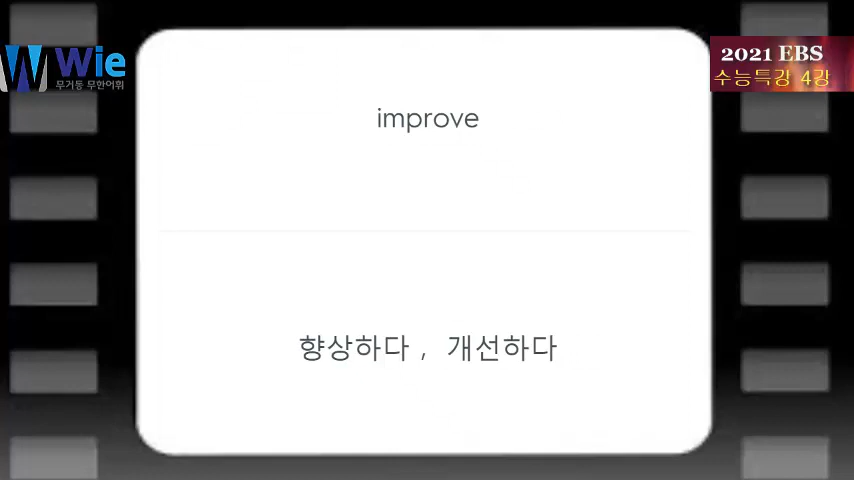 Wie
무거동 무한어휘
2021 EBS
수능특강 4강
improve
향상하다 , 개선하다